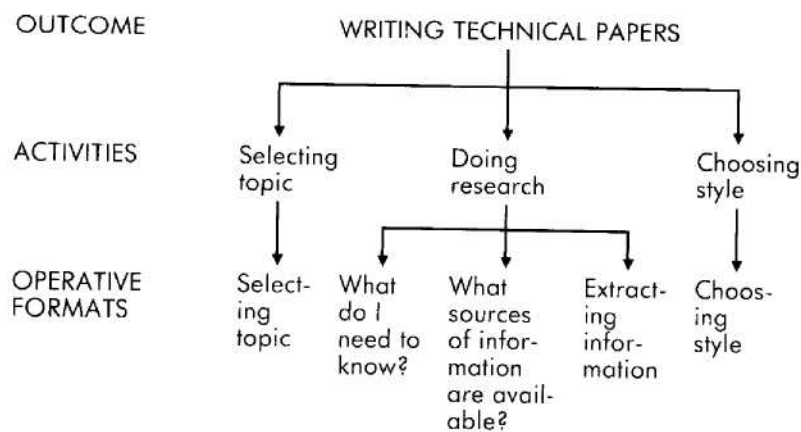 OUTCOME
WRITING TECHNICAL PAPERS
ACTIVITIES
Selecting
topic
Doing
research
Choosing
style
OPERATIVE
FORMATS
Select-
ing
topic
What
do I
need to
know?
What
sources
of infor-
mation
are avail-
able?
Extract-
ing
infor-
mation
Choos-
ing
style